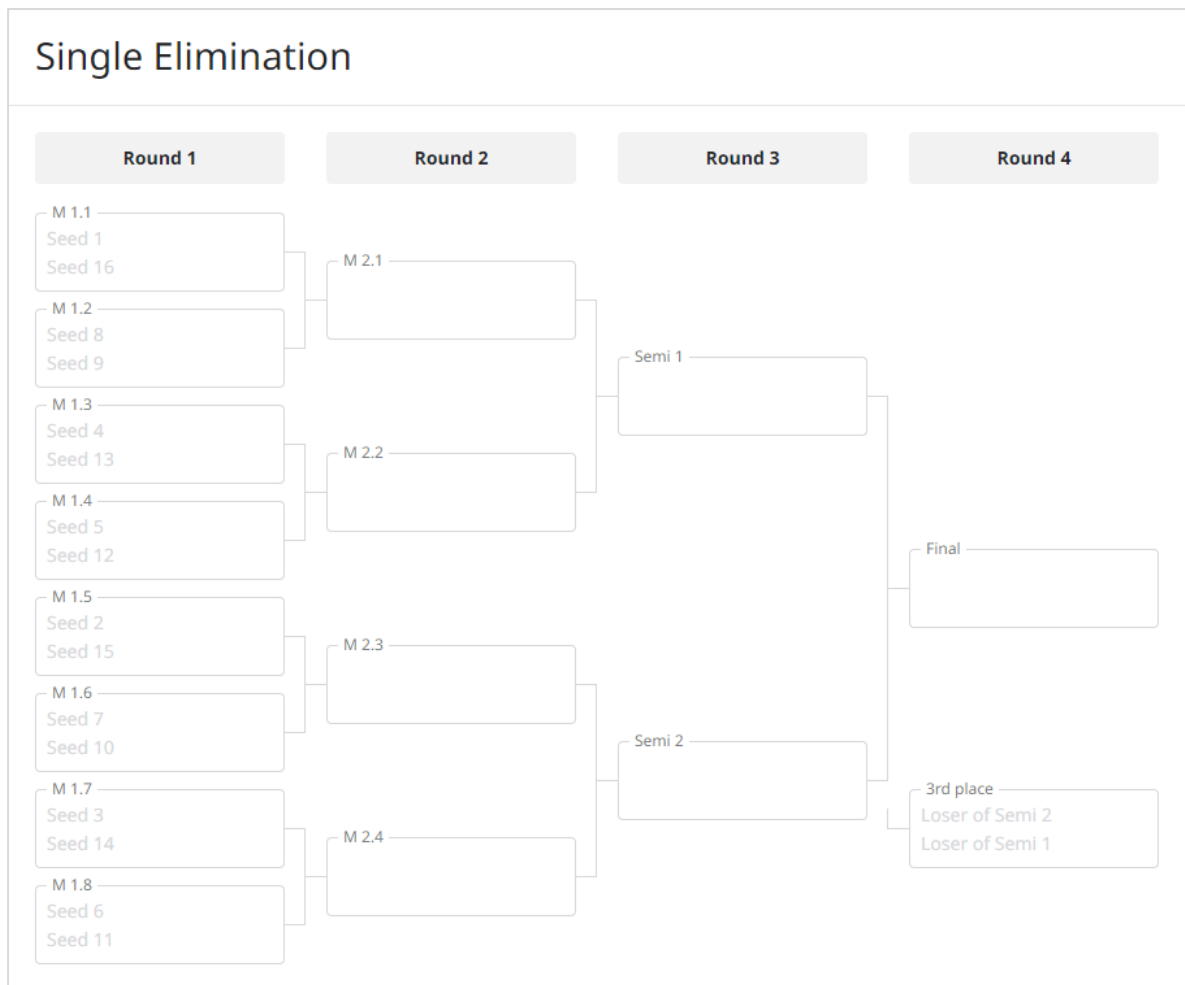 Single Elimination
Round 1
Round 2
Round 3
Round 4
M 1.1
Seed 1
Seed 16
M 1.2
Seed 8
Seed 9
M 1.3
Seed 4
Seed 13
M 1.4
Seed 5
Seed 12
M 1.5
Seed 2
Seed 15
M 1.6
Seed 7
Seed 10
M 1.7
Seed 3
Seed 14
M 1.8
Seed 6
Seed 11
M 2.1
M 2.2
M 2.3
M 2.4
Semi 1
Semi 2
Final
3rd place
Loser of Semi 2
Loser of Semi 1